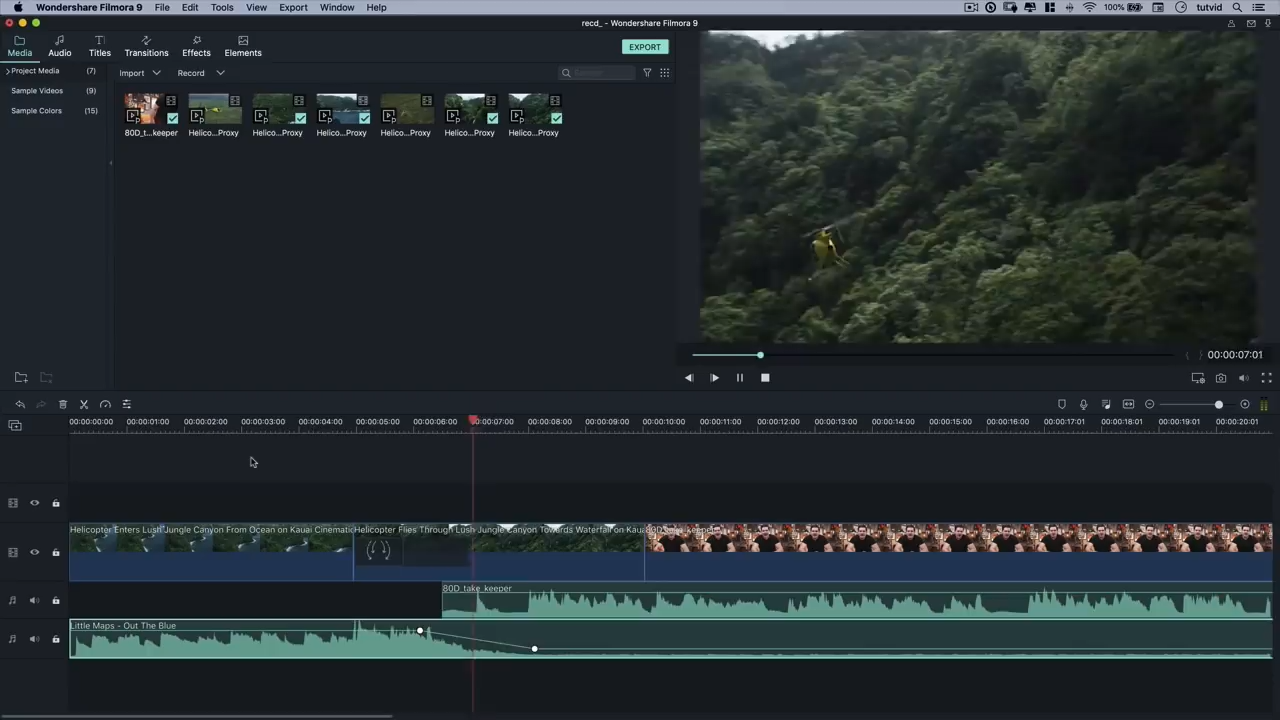 Wondershare Filmora 9 File Edit Tools View Export Window Help 100% tutvid
recd_ - Wondershare Filmora 9
Media Audio Titles Transitions Effects Elements EXPORT
Project Media (7) Import Record
Sample Videos (9)
Sample Colors (15)
80D_t...keeper Helico...Proxy Helico...Proxy Helico...Proxy Helico...Proxy Helico...Proxy Helico...Proxy
00:00:07:01
00:00:00:00 00:00:01:00 00:00:02:00 00:00:03:00 00:00:04:00 00:00:05:00 00:00:06:00 00:00:07:00 00:00:08:00 00:00:09:00 00:00:10:00 00:00:11:00 00:00:12:00 00:00:13:00 00:00:14:00 00:00:15:00 00:00:16:00 00:00:17:01 00:00:18:01 00:00:19:01 00:00:20:01
Helicopter Enters Lush Jungle Canyon From Ocean on Kauai Cinematic Helicopter Flies Through Lush Jungle Canyon Towards Waterfall on Kaua 80D_take_keeper
80D_take_keeper
Little Maps - Out The Blue